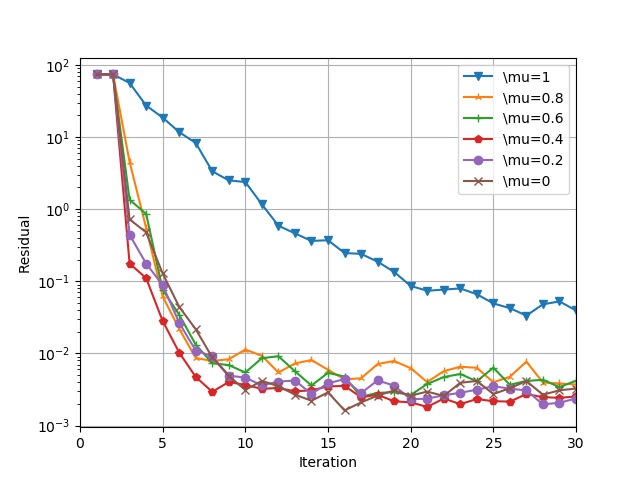 10²
10¹
10⁰
10⁻¹
10⁻²
10⁻³
Residual
0 5 10 15 20 25 30
Iteration
\mu=1
\mu=0.8
\mu=0.6
\mu=0.4
\mu=0.2
\mu=0